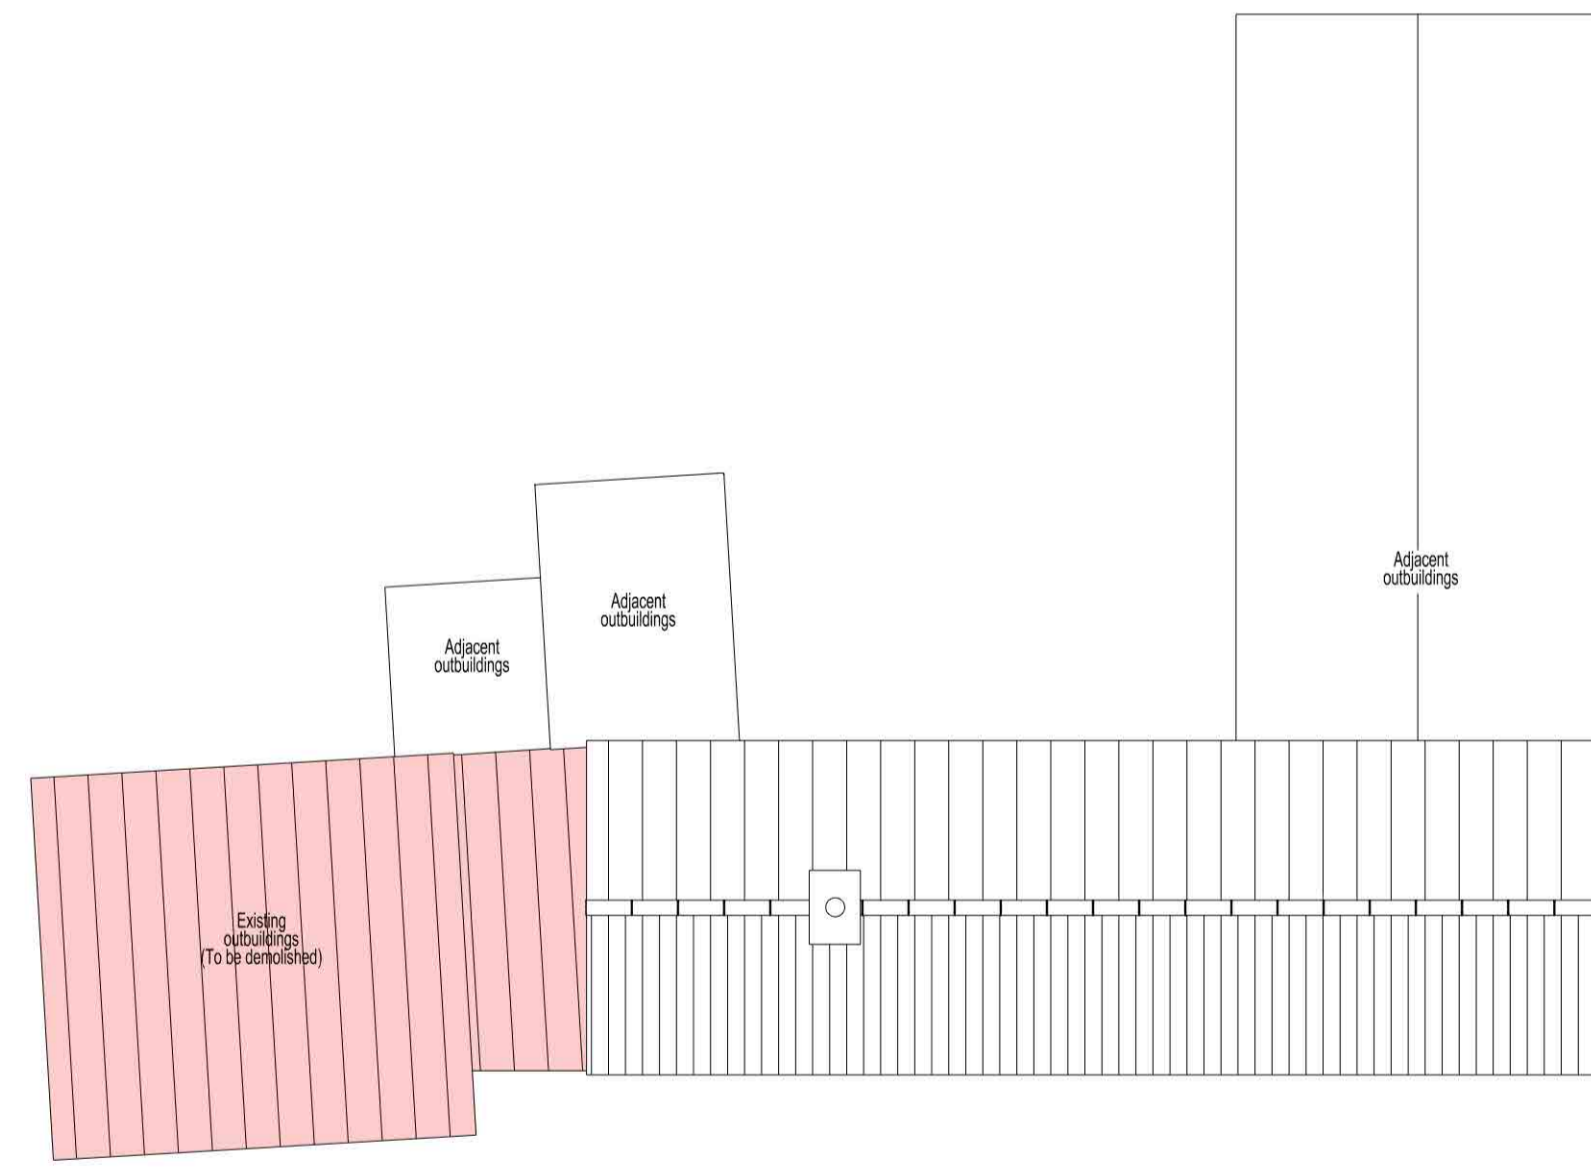 Adjacent
outbuildings
Adjacent
outbuildings
Adjacent
outbuildings
Existing
outbuildings
(To be demolished)